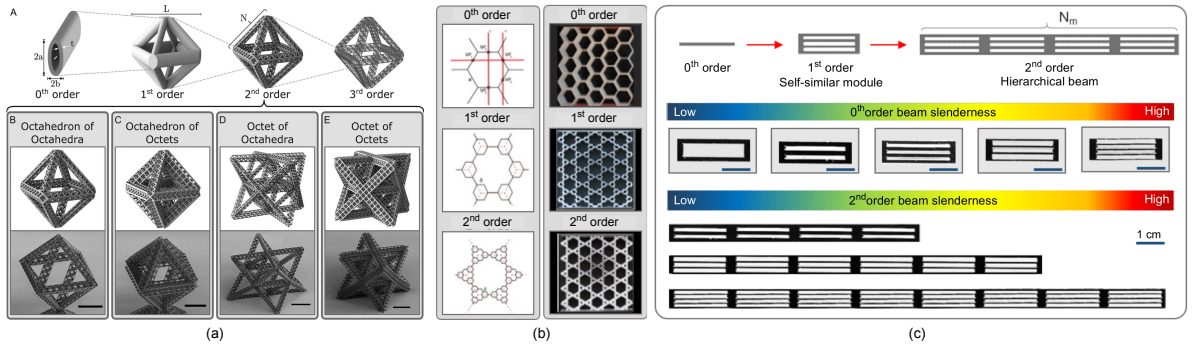 A
L
N
t
2a
2b
0th order
1st order
2nd order
3rd order
B
Octahedron of
Octahedra
C
Octahedron
of Octets
D
Octet of
Octahedra
E
Octet of
Octets
(a)
0th order
1st order
2nd order
0th order
1st order
2nd order
(b)
Nm
0th order
1st order
Self-similar module
2nd order
Hierarchical beam
Low
0th order beam slenderness
High
Low
2nd order beam slenderness
High
1 cm
(c)